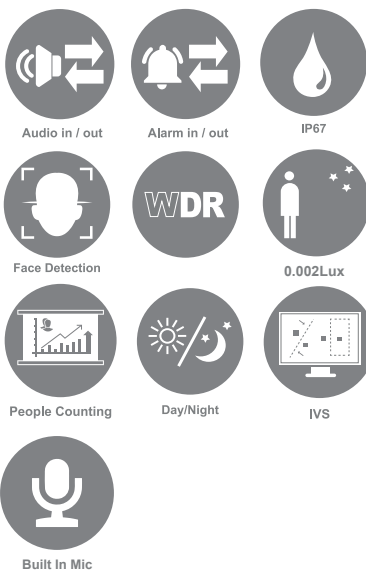 Audio in / out
Alarm in / out
IP67
Face Detection
WDR
0.002Lux
People Counting
Day/Night
IVS
Built In Mic